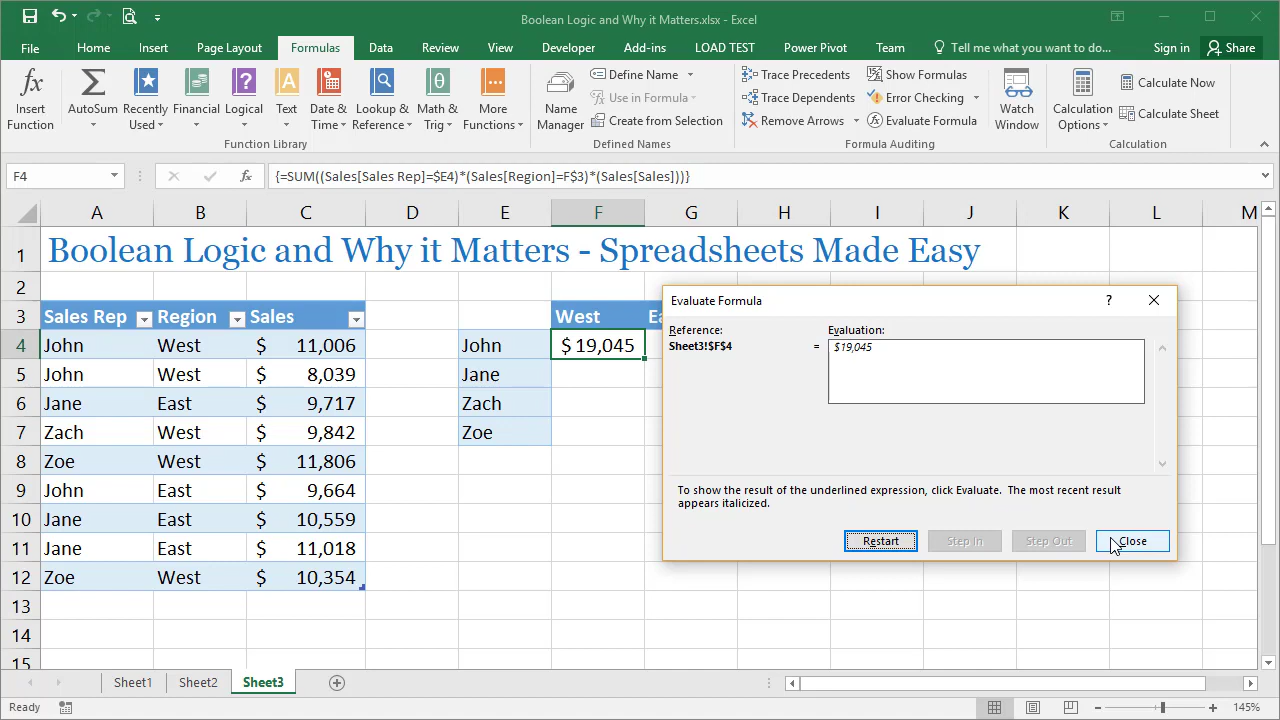 Boolean Logic and Why it Matters.xlsx - Excel
File Home Insert Page Layout Formulas Data Review View Developer Add-ins LOAD TEST Power Pivot Team Tell me what you want to do... Sign in Share
Insert Function
AutoSum
Recently Used
Financial
Logical
Text
Date & Time
Lookup & Reference
Math & Trig
More Functions
Function Library
Name Manager
Define Name
Use in Formula
Create from Selection
Defined Names
Trace Precedents
Trace Dependents
Remove Arrows
Show Formulas
Error Checking
Evaluate Formula
Formula Auditing
Watch Window
Calculation Options
Calculate Now
Calculate Sheet
Calculation
F4 fx {=SUM((Sales[Sales Rep]=$E4)*(Sales[Region]=F$3)*(Sales[Sales]))}
A B C D E F G H I J K L M
1 Boolean Logic and Why it Matters - Spreadsheets Made Easy
2
3 Sales Rep Region Sales West
4 John West $ 11,006 John $ 19,045
5 John West $ 8,039 Jane
6 Jane East $ 9,717 Zach
7 Zach West $ 9,842 Zoe
8 Zoe West $ 11,806
9 John East $ 9,664
10 Jane East $ 10,559
11 Jane East $ 11,018
12 Zoe West $ 10,354
13
14
15
Evaluate Formula ?
Reference: Evaluation:
Sheet3!$F$4 = $19,045
To show the result of the underlined expression, click Evaluate. The most recent result
appears italicized.
Restart Step In Step Out Close
Sheet1 Sheet2 Sheet3
Ready 145%